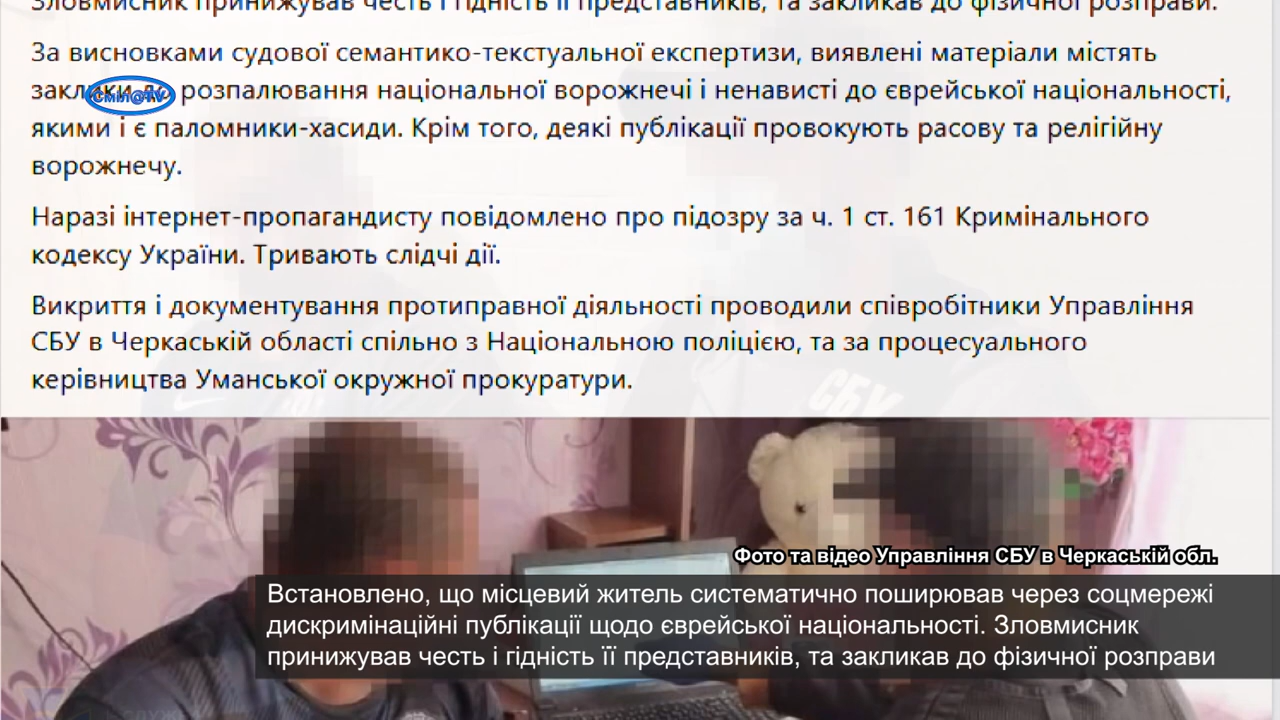 Зловмисник принижував честь і гідність її представників, та закликав до фізичної розправи.
За висновками судової семантико-текстуальної експертизи, виявлені матеріали містять
заклики до розпалювання національної ворожнечі і ненависті до єврейської національності,
якими і є паломники-хасиди. Крім того, деякі публікації провокують расову та релігійну
ворожнечу.
Наразі інтернет-пропагандисту повідомлено про підозру за ч. 1 ст. 161 Кримінального
кодексу України. Тривають слідчі дії.
Викриття і документування протиправної діяльності проводили співробітники Управління
СБУ в Черкаській області спільно з Національною поліцією, та за процесуального
керівництва Уманської окружної прокуратури.
Сміл@TV
СБУ
Фото та відео Управління СБУ в Черкаській обл.
Встановлено, що місцевий житель систематично поширював через соцмережі
дискримінаційні публікації щодо єврейської національності. Зловмисник
принижував честь і гідність її представників, та закликав до фізичної розправи